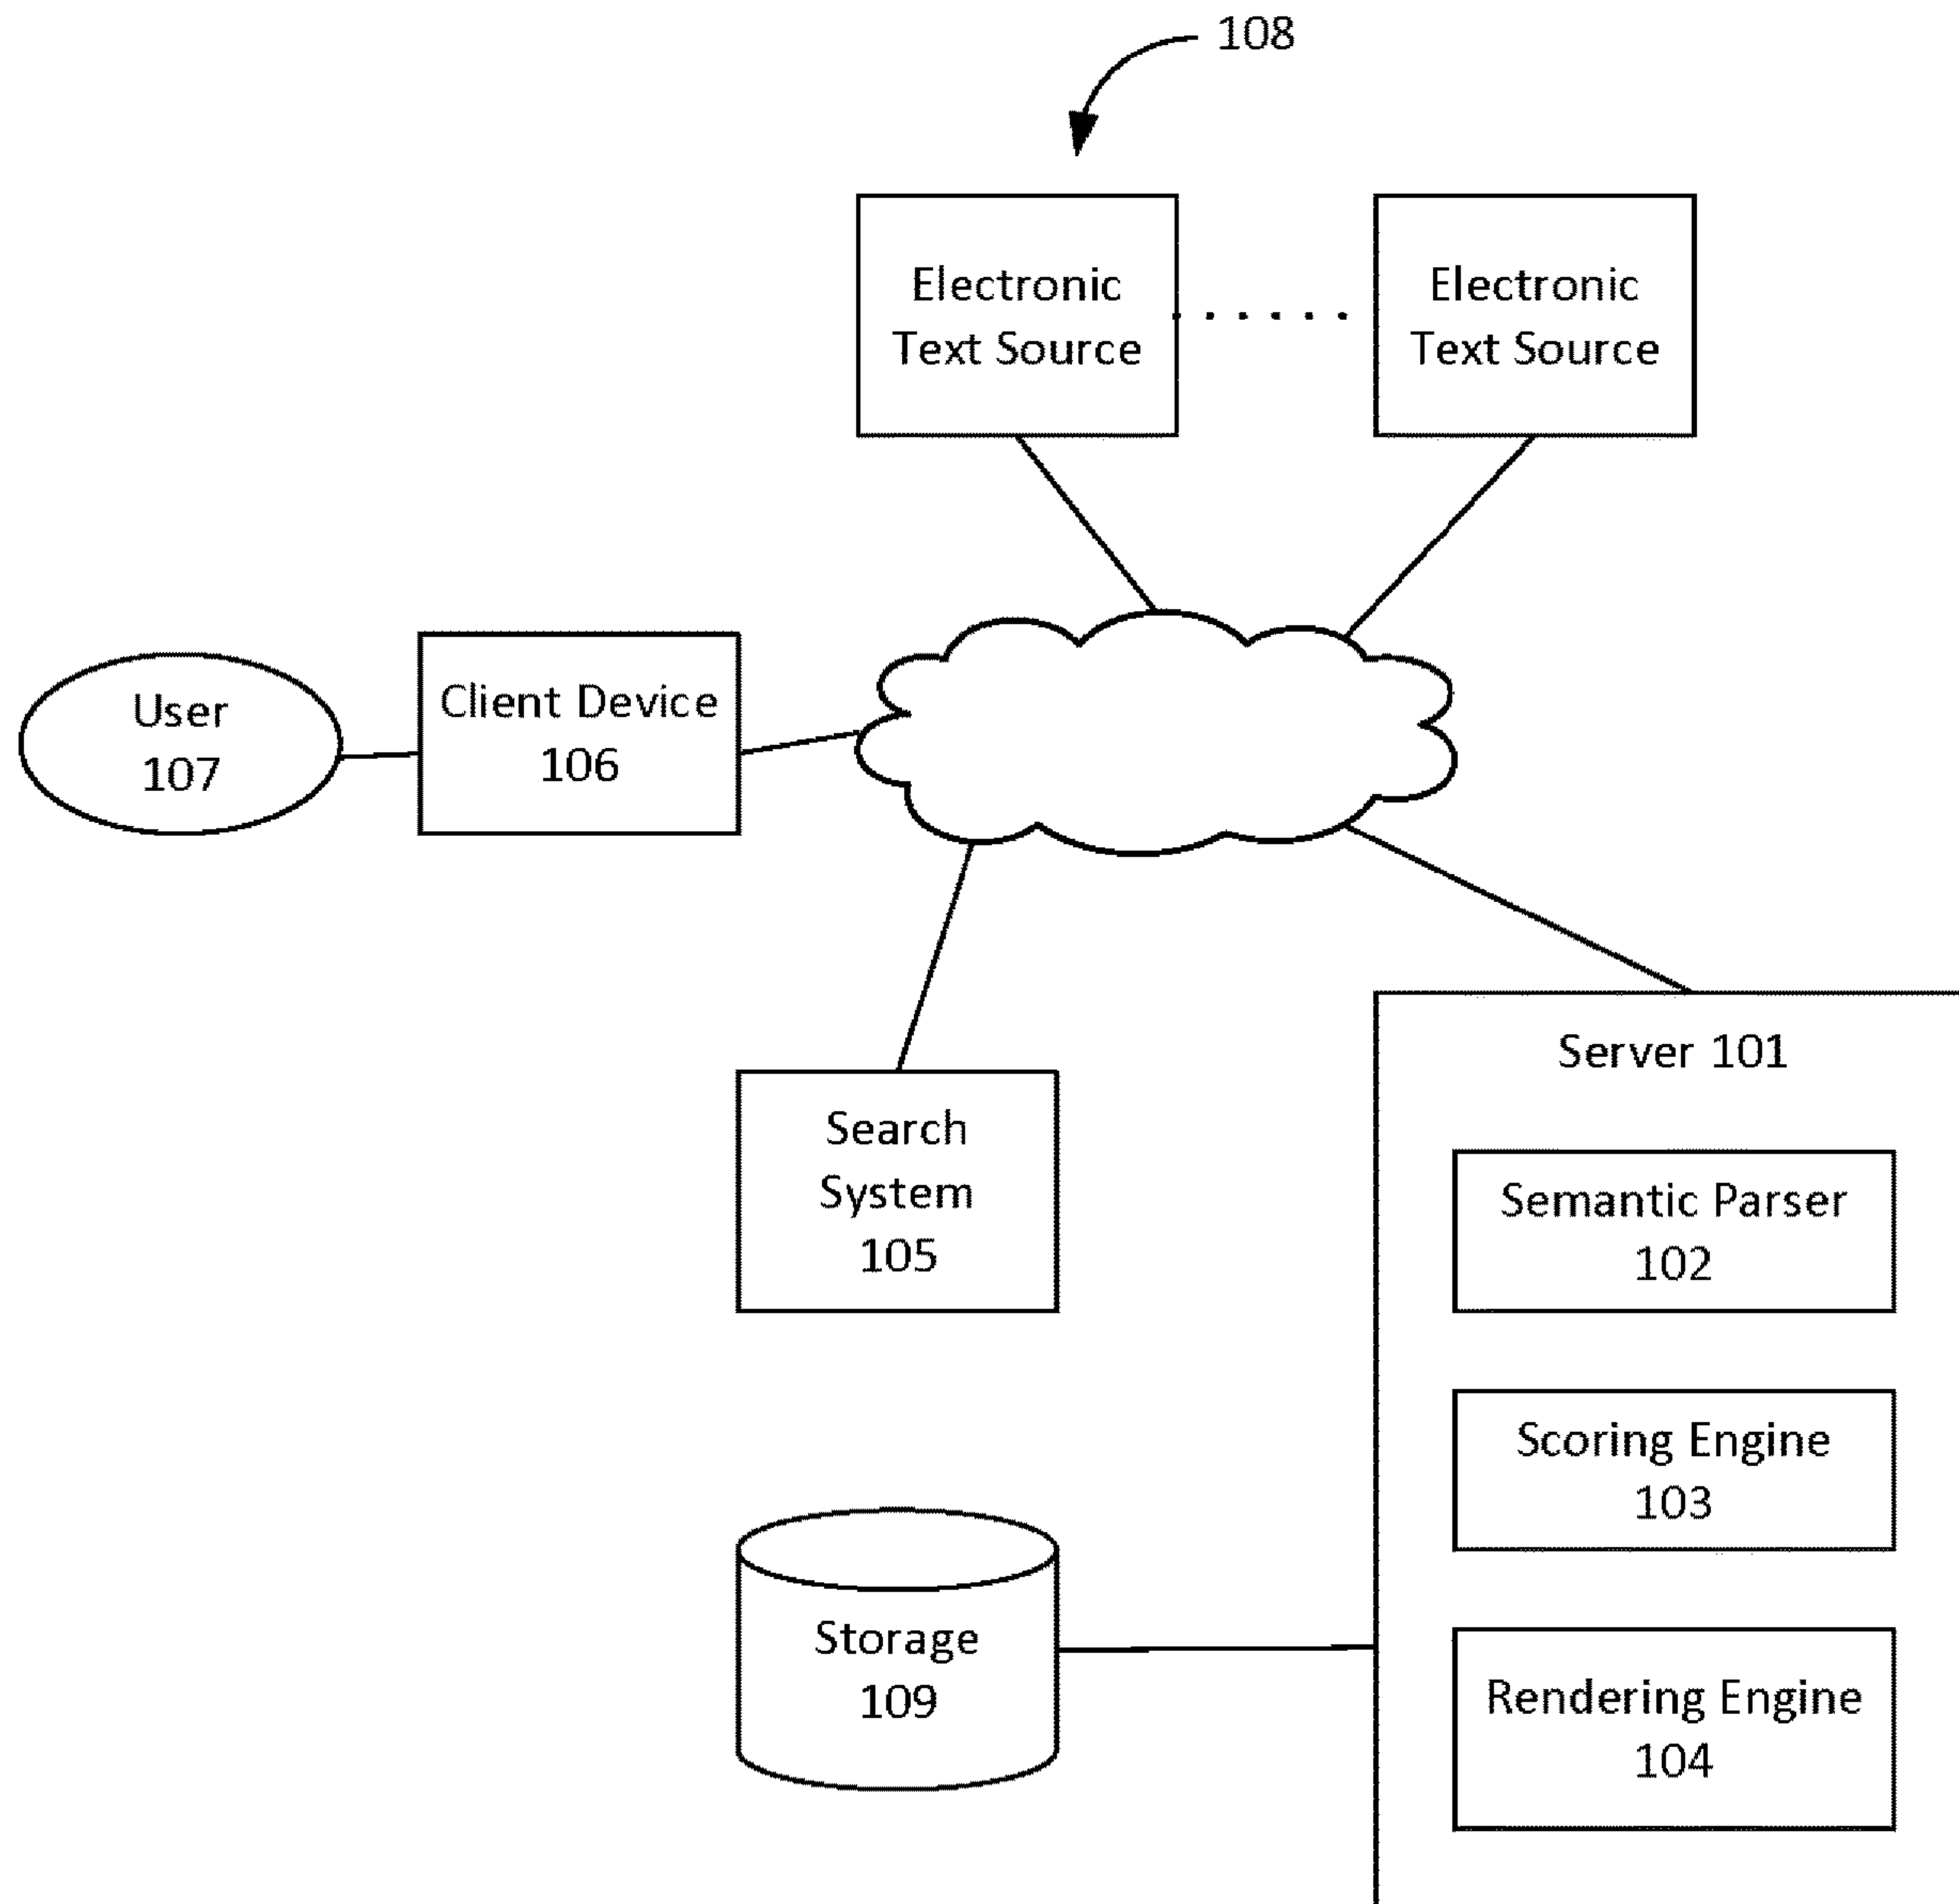 108
Electronic
Text Source
Electronic
Text Source
User
107
Client Device
106
Search
System
105
Server 101
Semantic Parser
102
Scoring Engine
103
Storage
109
Rendering Engine
104